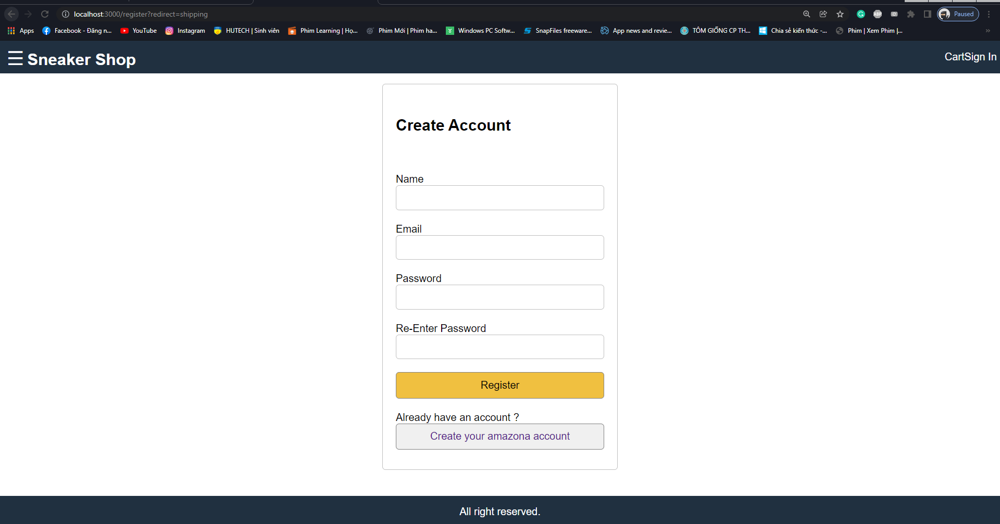 localhost:3000/register?redirect=shipping
ABP
Paused
Apps
Facebook - Đăng n...
YouTube
Instagram
HUTECH | Sinh viên
Phim Learning | Họ...
Phim Mới | Phim ha...
Windows PC Softw...
SnapFiles freeware...
App news and revie...
TÔM GIỐNG CP TH...
Chia sẻ kiến thức -...
Phim | Xem Phim |...
☰ Sneaker Shop
CartSign In
Create Account
Name
Email
Password
Re-Enter Password
Register
Already have an account ?
Create your amazona account
All right reserved.